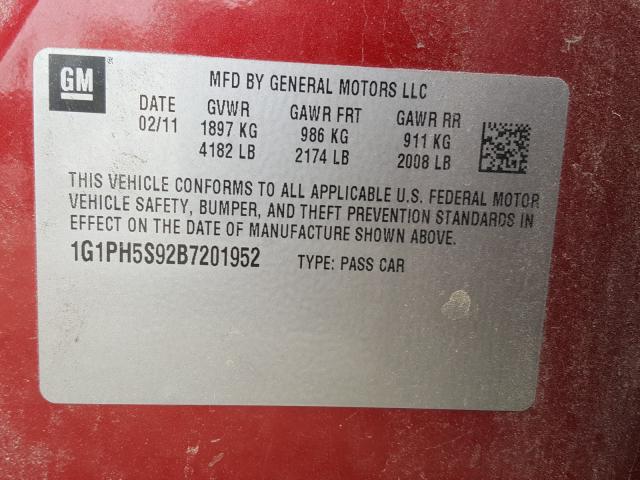 GM
MFD BY GENERAL MOTORS LLC
DATE GVWR GAWR FRT GAWR RR
02/11 1897 KG 986 KG 911 KG
4182 LB 2174 LB 2008 LB
THIS VEHICLE CONFORMS TO ALL APPLICABLE U.S. FEDERAL MOTOR
VEHICLE SAFETY, BUMPER, AND THEFT PREVENTION STANDARDS IN
EFFECT ON THE DATE OF MANUFACTURE SHOWN ABOVE.
1G1PH5S92B7201952 TYPE: PASS CAR